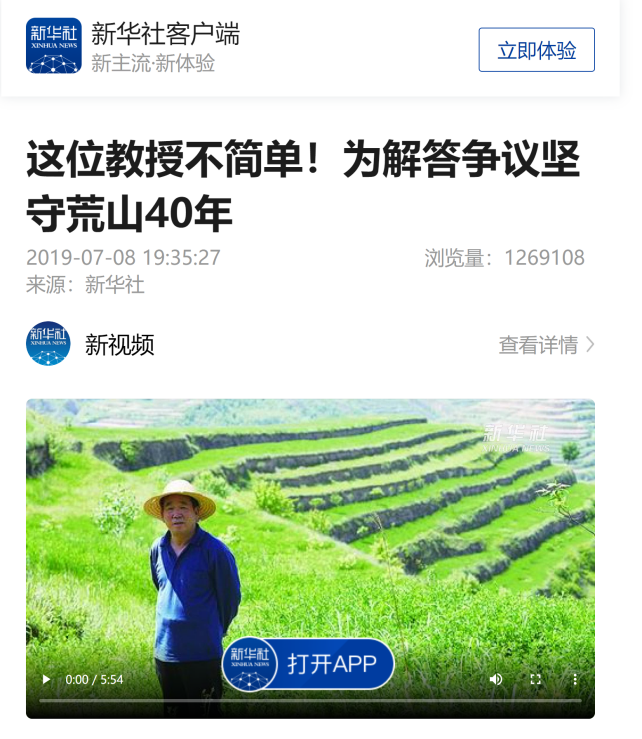 新华社
XINHUA NEWS
新华社客户端
新主流·新体验
立即体验
这位教授不简单！为解答争议坚
守荒山40年
2019-07-08 19:35:27
浏览量：1269108
来源：新华社
新华社
XINHUA NEWS
新视频
查看详情
新华社
XINHUA NEWS
新华社
XINHUA NEWS
打开APP
0:00 / 5:54